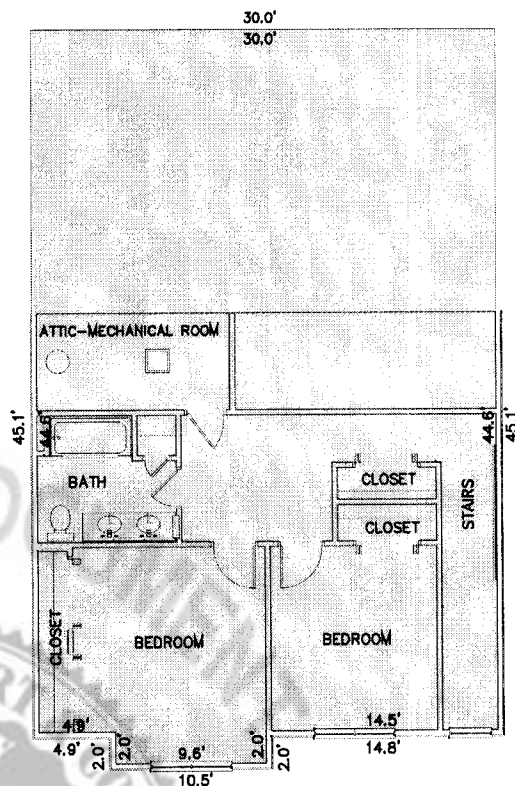 30.0'
30.0'
ATTIC-MECHANICAL ROOM
45.1'
44.6'
44.6'
45.1'
BATH
CLOSET
CLOSET
STAIRS
CLOSET
BEDROOM
BEDROOM
4.9'
4.9'
2.0'
2.0'
9.6'
10.5'
2.0'
2.0'
14.5'
14.8'
OCUMENT